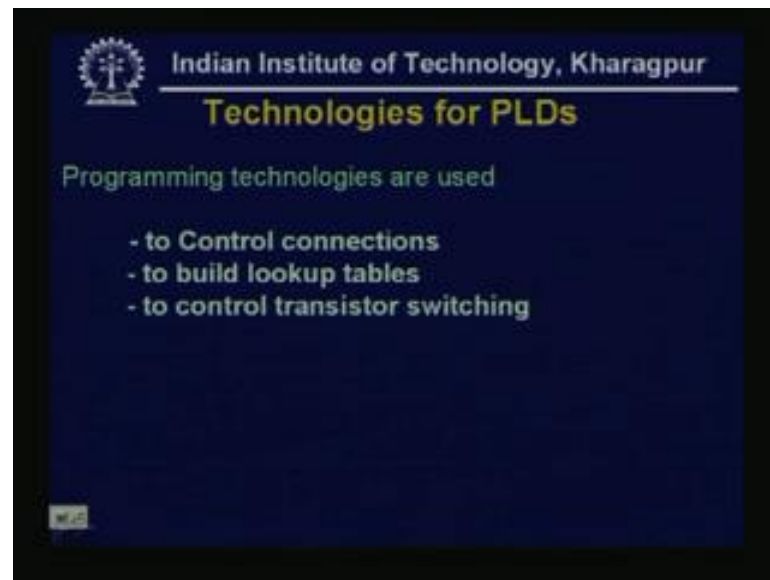 Indian Institute of Technology, Kharagpur
Technologies for PLDs
Programming technologies are used
- to Control connections
- to build lookup tables
- to control transistor switching